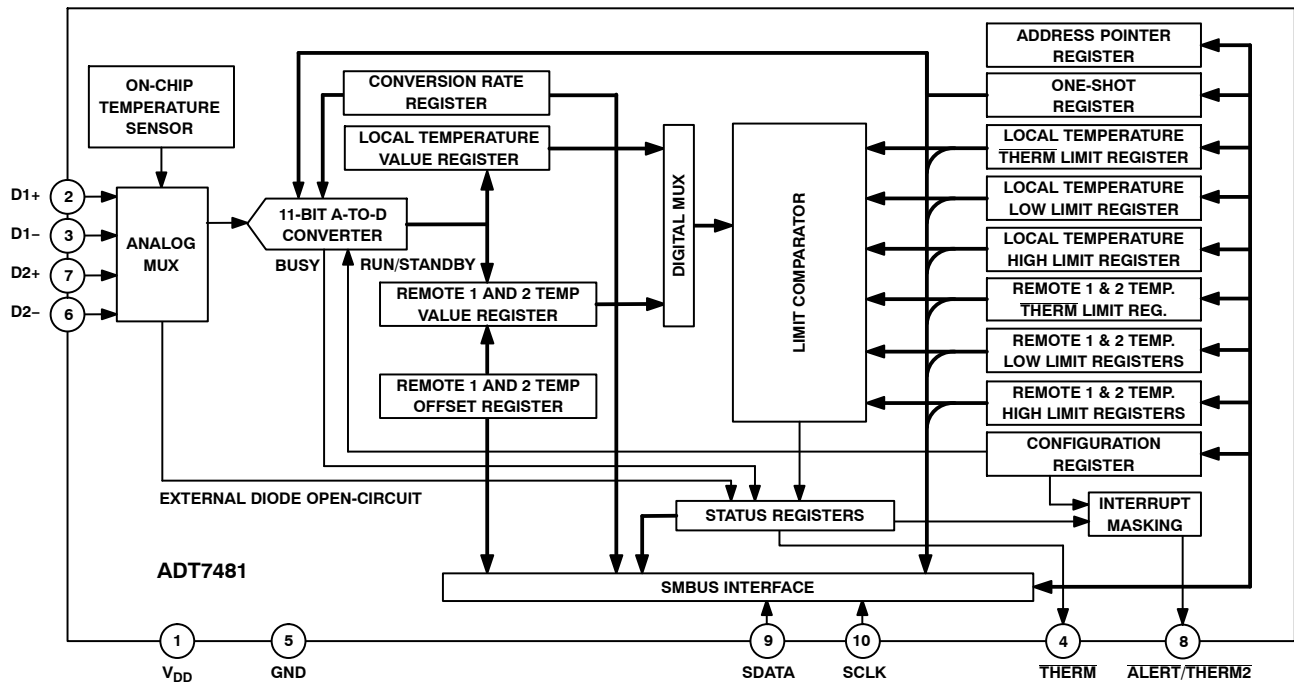 ADDRESS POINTER
REGISTER
ON-CHIP
TEMPERATURE
SENSOR
CONVERSION RATE
REGISTER
ONE-SHOT
REGISTER
LOCAL TEMPERATURE
VALUE REGISTER
LOCAL TEMPERATURE
THERM LIMIT REGISTER
D1+
2
D1–
3
D2+
7
D2–
6
ANALOG
MUX
11-BIT A-TO-D
CONVERTER
BUSY
RUN/STANDBY
DIGITAL MUX
LIMIT COMPARATOR
LOCAL TEMPERATURE
LOW LIMIT REGISTER
LOCAL TEMPERATURE
HIGH LIMIT REGISTER
REMOTE 1 AND 2 TEMP
VALUE REGISTER
REMOTE 1 & 2 TEMP.
THERM LIMIT REG.
REMOTE 1 & 2 TEMP.
LOW LIMIT REGISTERS
REMOTE 1 AND 2 TEMP
OFFSET REGISTER
REMOTE 1 & 2 TEMP.
HIGH LIMIT REGISTERS
CONFIGURATION
REGISTER
EXTERNAL DIODE OPEN-CIRCUIT
STATUS REGISTERS
INTERRUPT
MASKING
ADT7481
SMBUS INTERFACE
1
5
9
10
4
8
VDD
GND
SDATA
SCLK
THERM
ALERT/THERM2